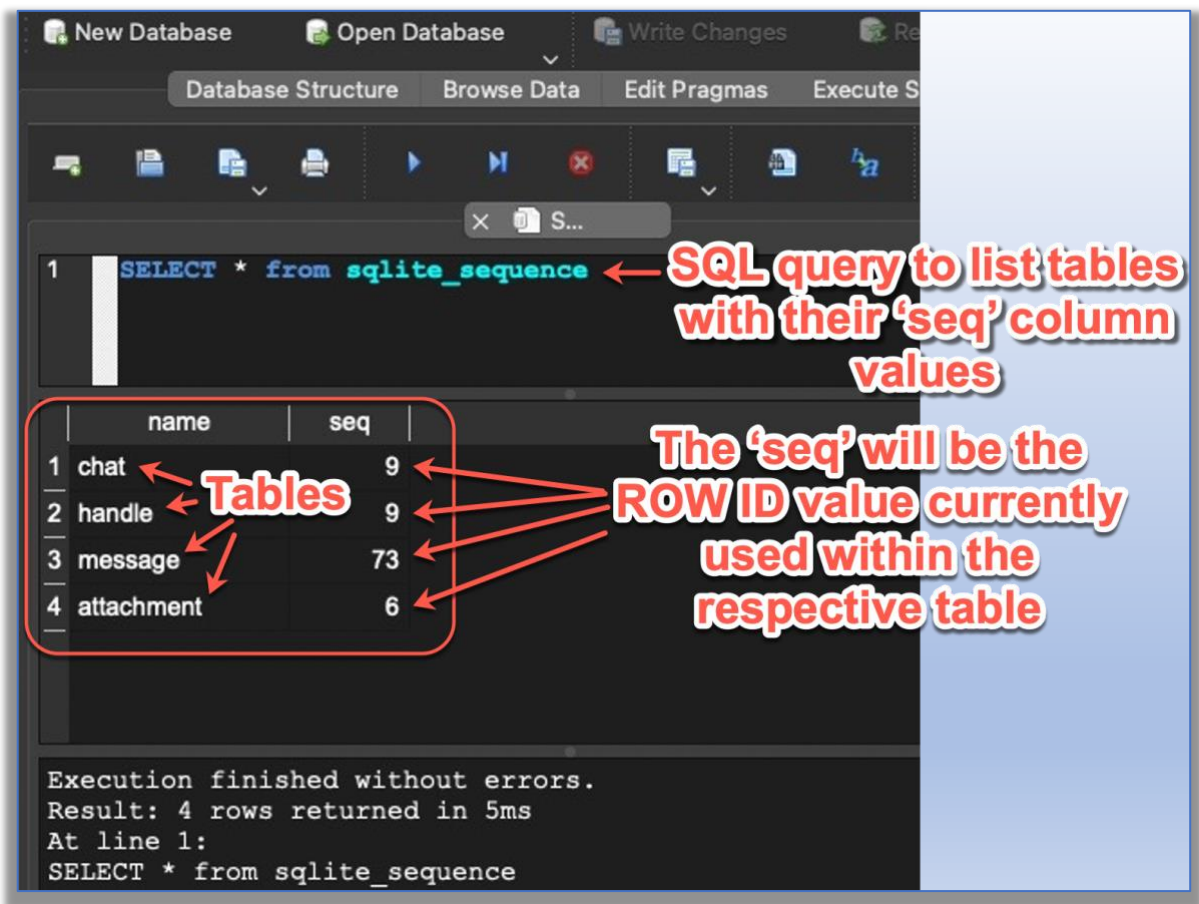 New Database Open Database Write Changes Re
Database Structure Browse Data Edit Pragmas Execute S
S...
1 SELECT * from sqlite_sequence
SQL query to list tables
with their ‘seq’ column
values
name seq
1 chat 9
2 handle 9
3 message 73
4 attachment 6
Tables
The ‘seq’ will be the
ROW ID value currently
used within the
respective table
Execution finished without errors.
Result: 4 rows returned in 5ms
At line 1:
SELECT * from sqlite_sequence